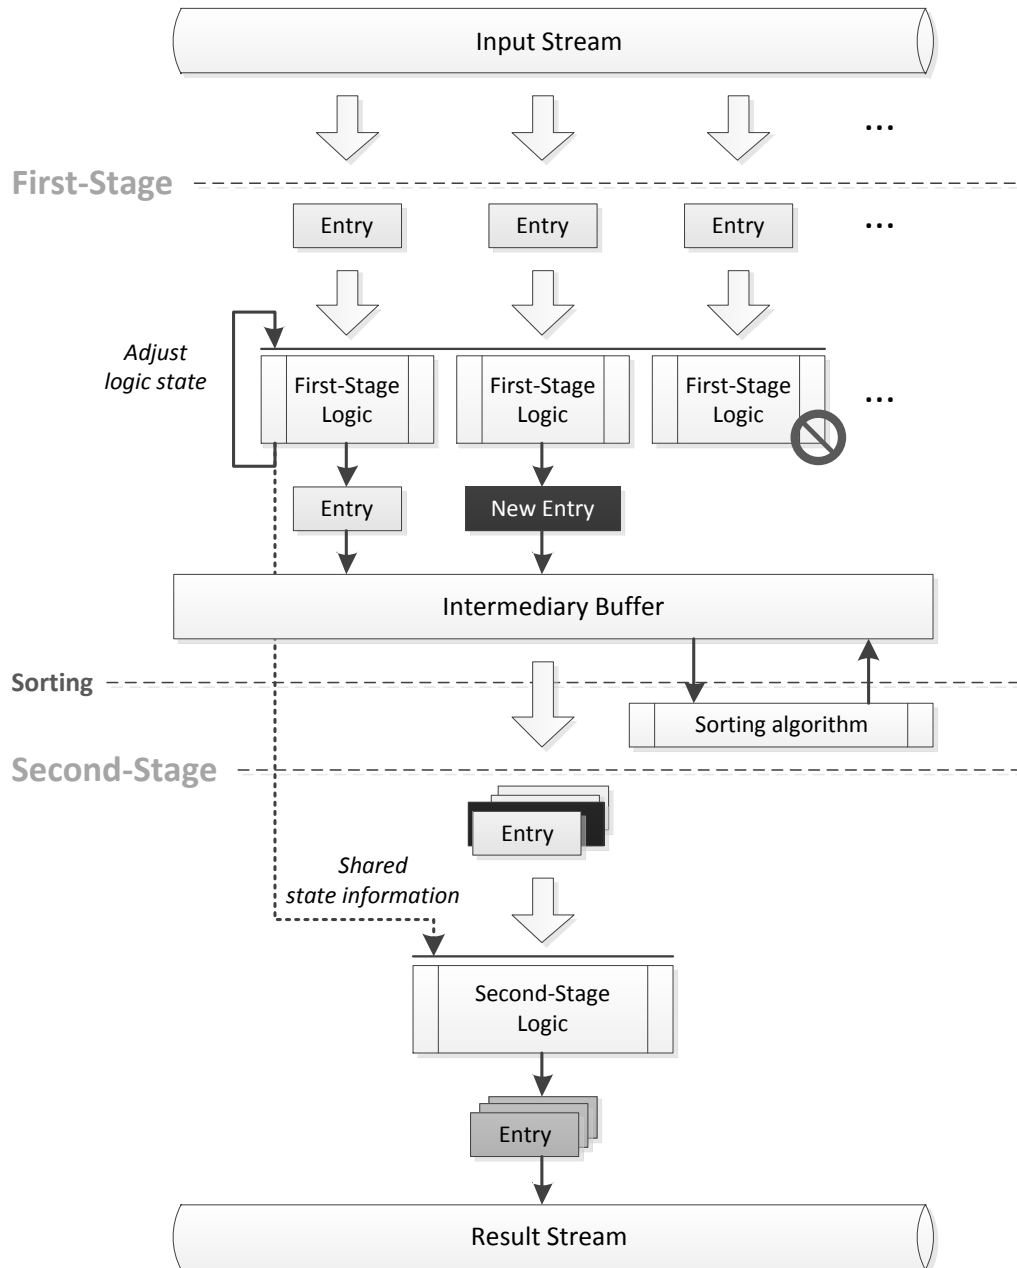 Input Stream
...
First-Stage
Entry
Entry
Entry
...
Adjust
logic state
First-Stage
Logic
First-Stage
Logic
First-Stage
Logic
...
Entry
New Entry
Intermediary Buffer
Sorting
Sorting algorithm
Second-Stage
Entry
Shared
state information
Second-Stage
Logic
Entry
Result Stream